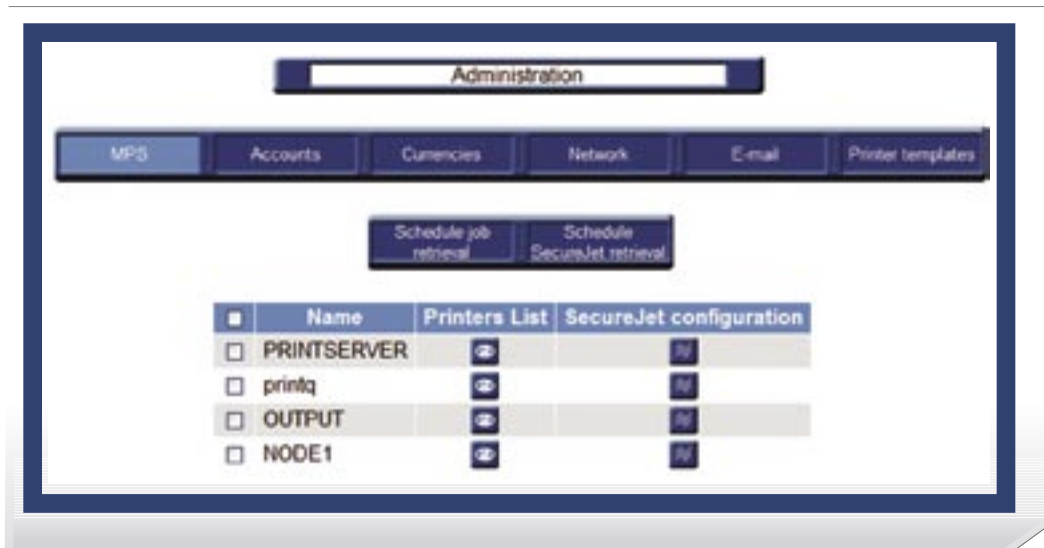 Administration
MPS Accounts Currencies Network E-mail Printer templates
Schedule job retrieval
Schedule SecureJet retrieval
Name Printers List SecureJet configuration
PRINTSERVER
printq
OUTPUT
NODE1